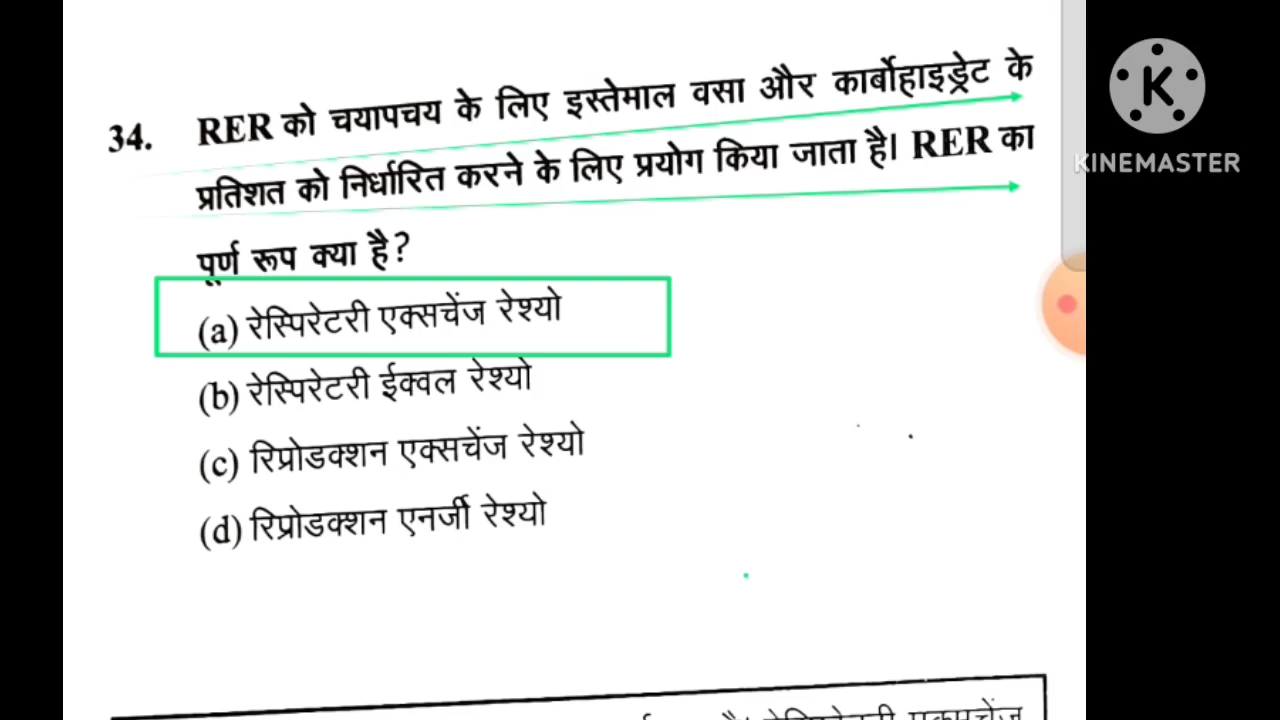 34. RER को चयापचय के लिए इस्तेमाल वसा और कार्बोहाइड्रेट के
प्रतिशत को निर्धारित करने के लिए प्रयोग किया जाता है। RER का
पूर्ण रूप क्या है?
(a) रेस्पिरेटरी एक्सचेंज रेश्यो
(b) रेस्पिरेटरी ईक्वल रेश्यो
(c) रिप्रोडक्शन एक्सचेंज रेश्यो
(d) रिप्रोडक्शन एनर्जी रेश्यो
K
KINEMASTER